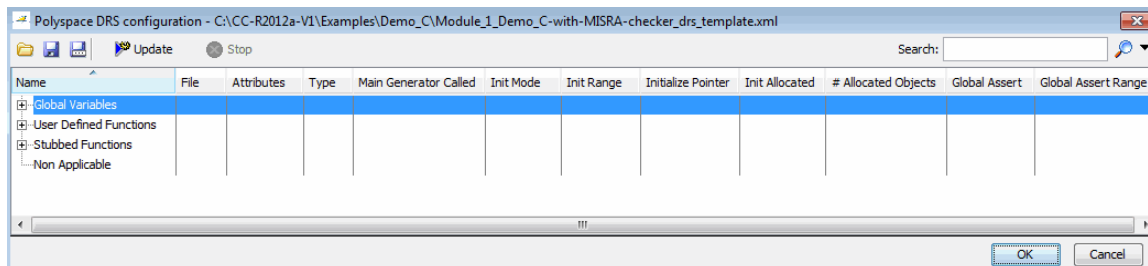 Polyspace DRS configuration - C:\CC-R2012a-V1\Examples\Demo_C\Module_1_Demo_C-with-MISRA-checker_drs_template.xml
Update Stop Search:
Name File Attributes Type Main Generator Called Init Mode Init Range Initialize Pointer Init Allocated # Allocated Objects Global Assert Global Assert Range
Global Variables
User Defined Functions
Stubbed Functions
Non Applicable
OK Cancel